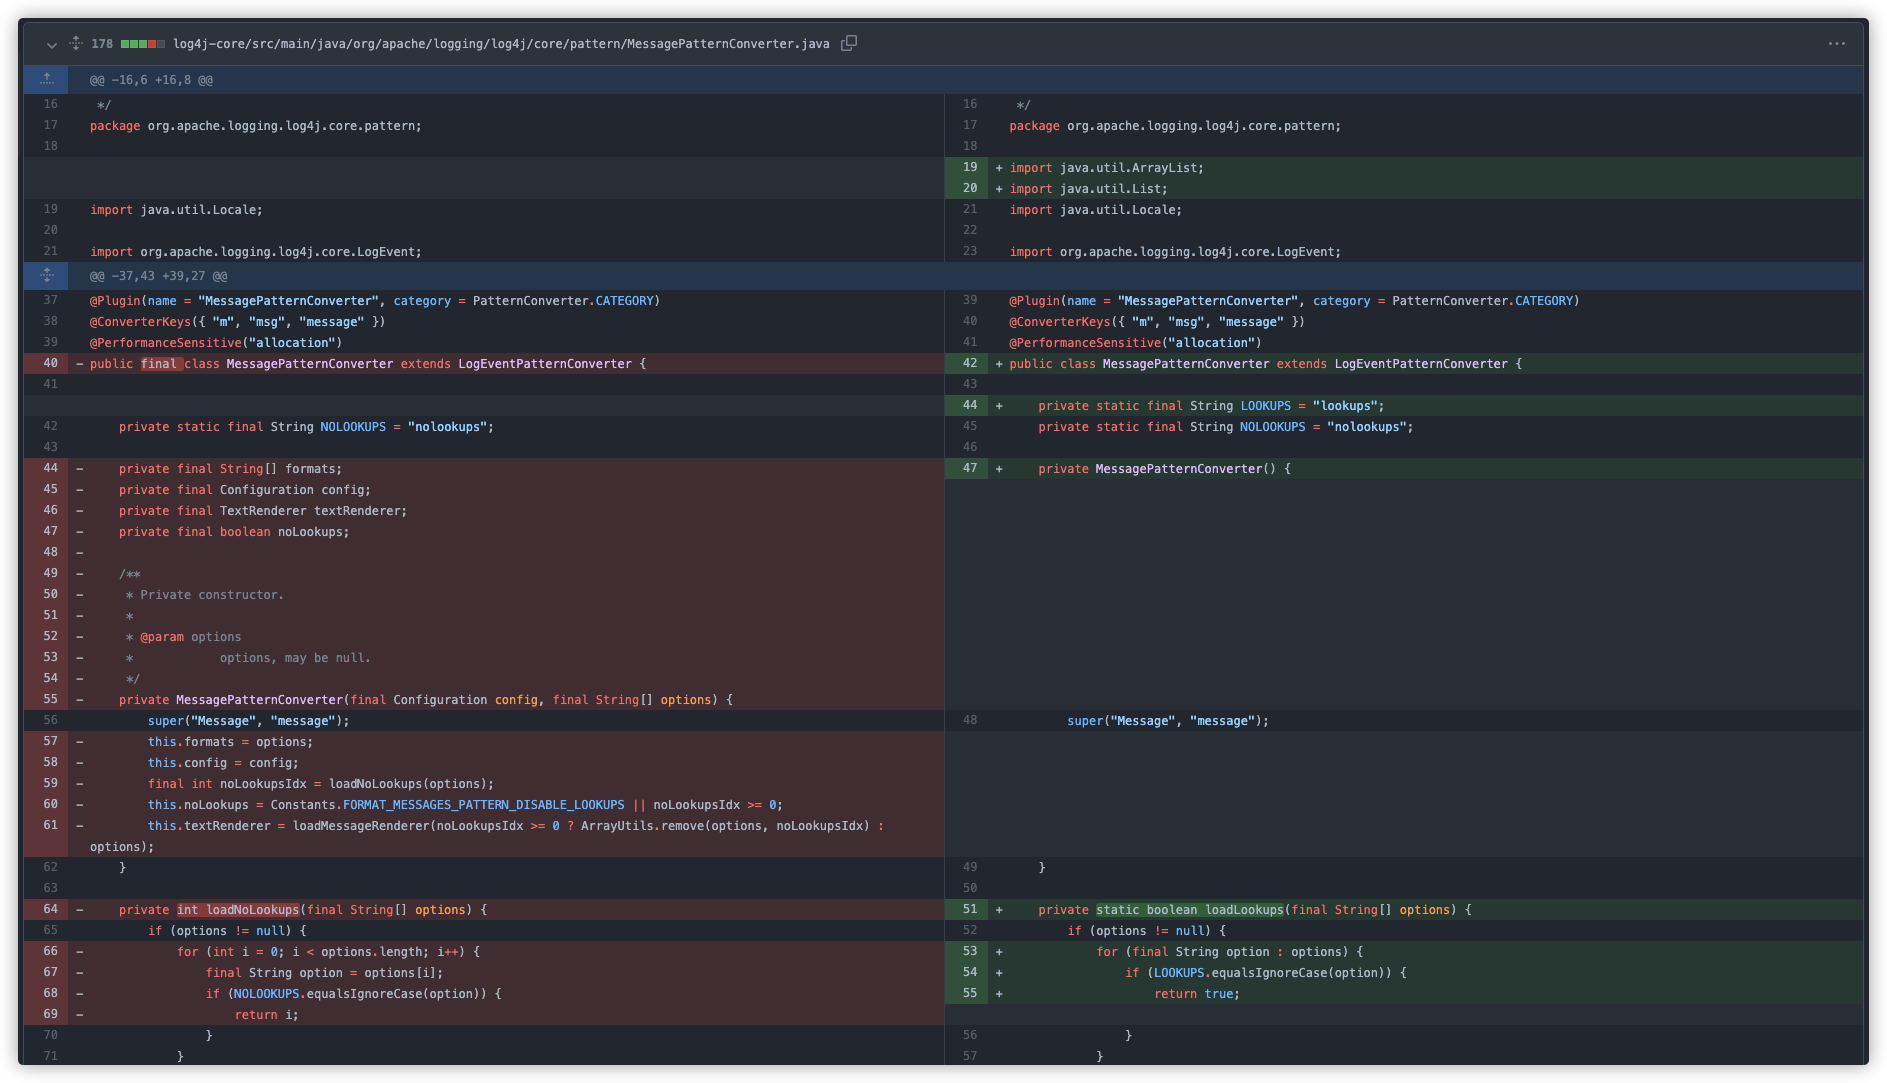 178 log4j-core/src/main/java/org/apache/logging/log4j/core/pattern/MessagePatternConverter.java
@@ -16,6 +16,8 @@
16 */
17 package org.apache.logging.log4j.core.pattern;
18
19 import java.util.Locale;
20
21 import org.apache.logging.log4j.core.LogEvent;
@@ -37,43 +39,27 @@
37 @Plugin(name = "MessagePatternConverter", category = PatternConverter.CATEGORY)
38 @ConverterKeys({ "m", "msg", "message" })
39 @PerformanceSensitive("allocation")
40 - public final class MessagePatternConverter extends LogEventPatternConverter {
41
42 private static final String NOLOOKUPS = "nolookups";
43
44 - private final String[] formats;
45 - private final Configuration config;
46 - private final TextRenderer textRenderer;
47 - private final boolean noLookups;
48 -
49 - /**
50 - * Private constructor.
51 - *
52 - * @param options
53 - * options, may be null.
54 - */
55 - private MessagePatternConverter(final Configuration config, final String[] options) {
56 super("Message", "message");
57 - this.formats = options;
58 - this.config = config;
59 - final int noLookupsIdx = loadNoLookups(options);
60 - this.noLookups = Constants.FORMAT_MESSAGES_PATTERN_DISABLE_LOOKUPS || noLookupsIdx >= 0;
61 - this.textRenderer = loadMessageRenderer(noLookupsIdx >= 0 ? ArrayUtils.remove(options, noLookupsIdx) :
options);
62 }
63
64 - private int loadNoLookups(final String[] options) {
65 if (options != null) {
66 - for (int i = 0; i < options.length; i++) {
67 - final String option = options[i];
68 - if (NOLOOKUPS.equalsIgnoreCase(option)) {
69 - return i;
70 }
71 }
16 */
17 package org.apache.logging.log4j.core.pattern;
18
19 + import java.util.ArrayList;
20 + import java.util.List;
21 import java.util.Locale;
22
23 import org.apache.logging.log4j.core.LogEvent;
39 @Plugin(name = "MessagePatternConverter", category = PatternConverter.CATEGORY)
40 @ConverterKeys({ "m", "msg", "message" })
41 @PerformanceSensitive("allocation")
42 + public class MessagePatternConverter extends LogEventPatternConverter {
43
44 + private static final String LOOKUPS = "lookups";
45 private static final String NOLOOKUPS = "nolookups";
46
47 + private MessagePatternConverter() {
48 super("Message", "message");
49 }
50
51 + private static boolean loadLookups(final String[] options) {
52 if (options != null) {
53 + for (final String option : options) {
54 + if (LOOKUPS.equalsIgnoreCase(option)) {
55 + return true;
56 }
57 }